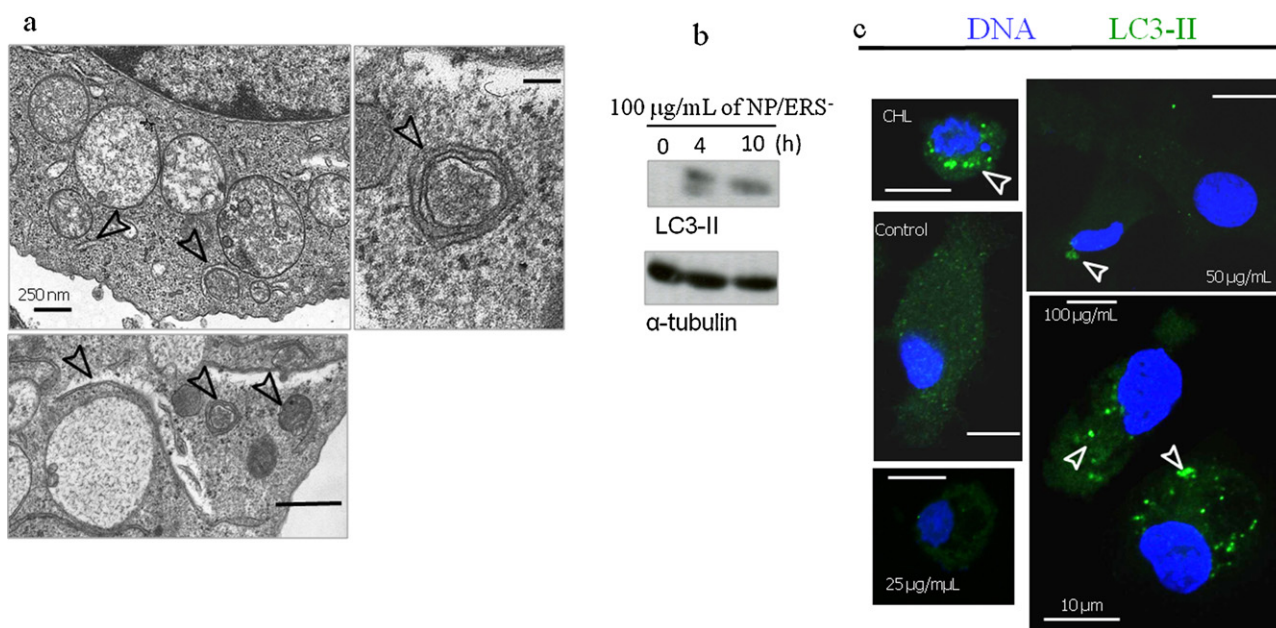 a
250 nm
b
100 µg/mL of NP/ERS-
0 4 10 (h)
LC3-II
α-tubulin
c DNA LC3-II
CHL
Control
25 µg/mµL
50 µg/mL
100 µg/mL
10 µm